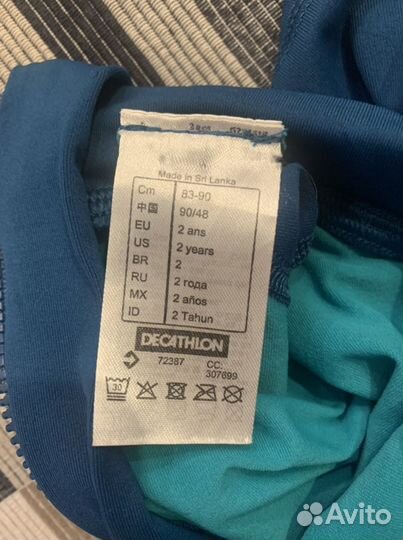 Made in Sri Lanka
Cm 83-90
中国 90/48
EU 2 ans
US 2 years
BR 2
RU 2 года
MX 2 años
ID 2 Tahun
DECATHLON
72387 CC:
307699
30
Avito